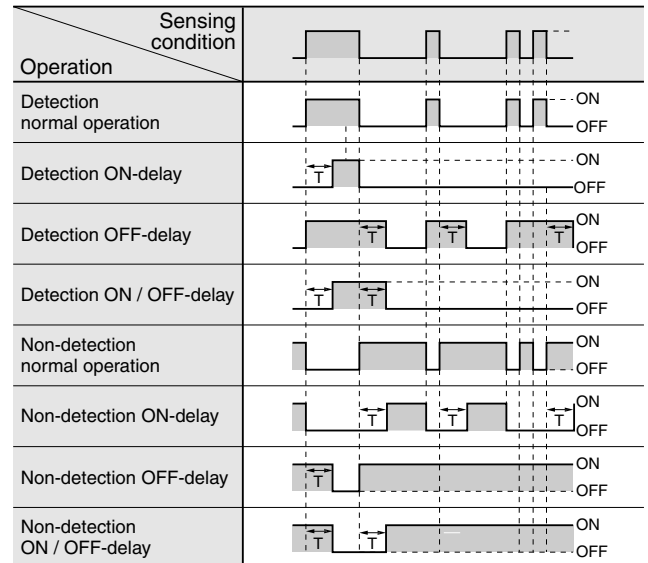 Sensing
condition
Operation
Detection
normal operation
ON
OFF
Detection ON-delay
T
ON
OFF
Detection OFF-delay
T
T
T
ON
OFF
Detection ON / OFF-delay
T
T
ON
OFF
Non-detection
normal operation
ON
OFF
Non-detection ON-delay
T
T
T
ON
OFF
Non-detection OFF-delay
T
ON
OFF
Non-detection
ON / OFF-delay
T
T
ON
OFF